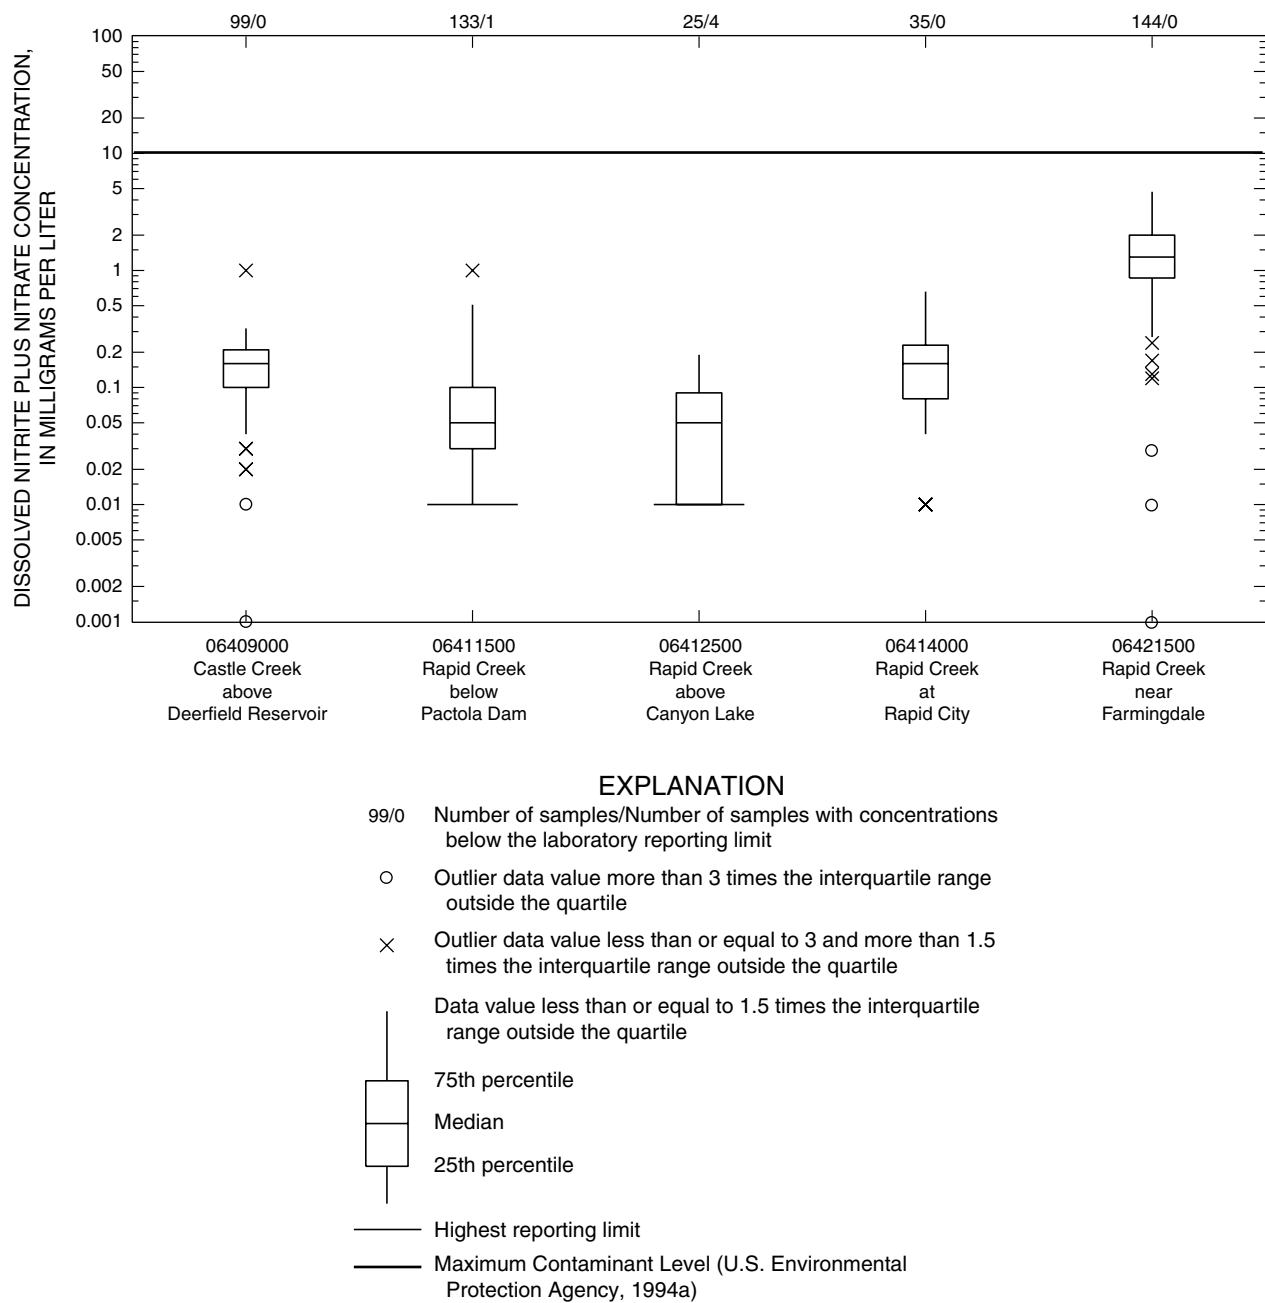 99/0 133/1 25/4 35/0 144/0
DISSOLVED NITRITE PLUS NITRATE CONCENTRATION,
IN MILLIGRAMS PER LITER
100
50
20
10
5
2
1
0.5
0.2
0.1
0.05
0.02
0.01
0.005
0.002
0.001
06409000
Castle Creek
above
Deerfield Reservoir
06411500
Rapid Creek
below
Pactola Dam
06412500
Rapid Creek
above
Canyon Lake
06414000
Rapid Creek
at
Rapid City
06421500
Rapid Creek
near
Farmingdale
EXPLANATION
99/0 Number of samples/Number of samples with concentrations
below the laboratory reporting limit
Outlier data value more than 3 times the interquartile range
outside the quartile
Outlier data value less than or equal to 3 and more than 1.5
times the interquartile range outside the quartile
Data value less than or equal to 1.5 times the interquartile
range outside the quartile
75th percentile
Median
25th percentile
Highest reporting limit
Maximum Contaminant Level (U.S. Environmental
Protection Agency, 1994a)